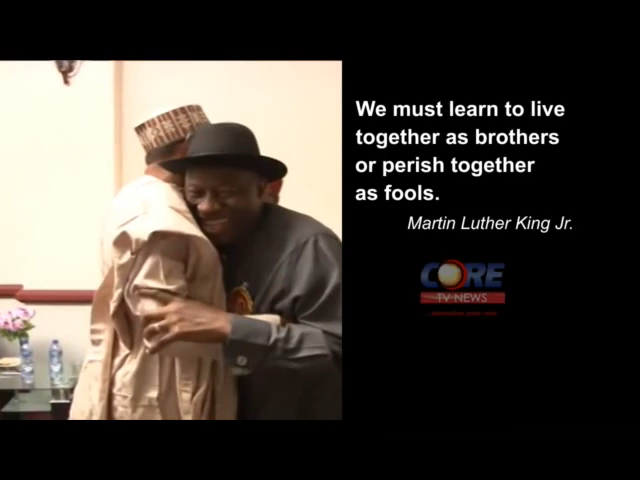 We must learn to live
together as brothers
or perish together
as fools.
Martin Luther King Jr.
CORE
TV NEWS